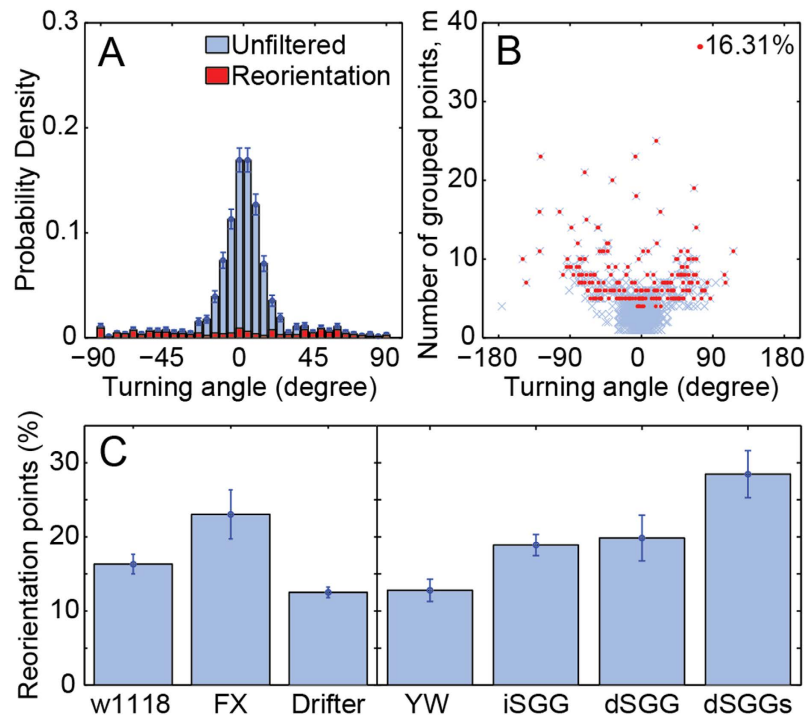 A
Unfiltered
Reorientation
Probability Density
0.3
0.2
0.1
0
−90 −45 0 45 90
Turning angle (degree)
B
16.31%
Number of grouped points, m
40
30
20
10
0
−180 −90 0 90 180
Turning angle (degree)
C
Reorientation points (%)
30
20
10
0
w1118 FX Drifter YW iSGG dSGG dSGGs